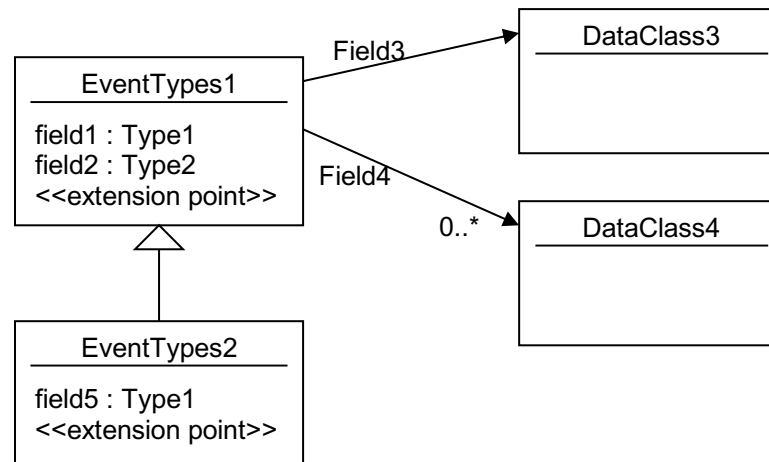 EventTypes1
field1 : Type1
field2 : Type2
<<extension point>>
Field3
DataClass3
Field4
0..*
DataClass4
EventTypes2
field5 : Type1
<<extension point>>